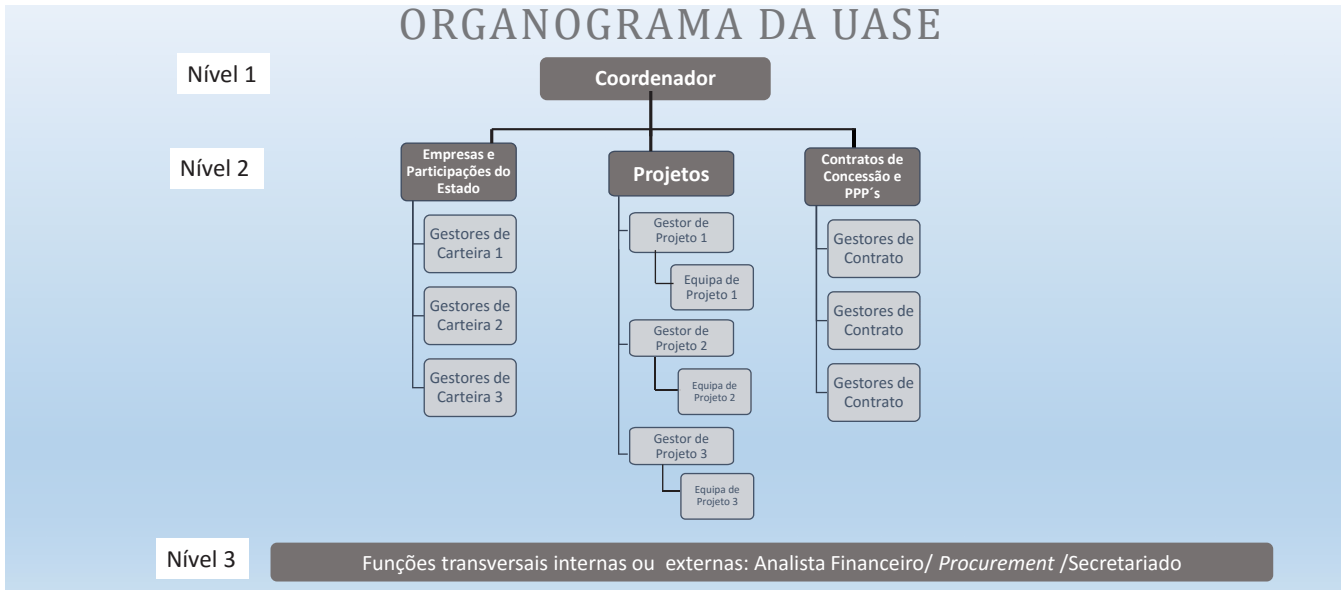 ORGANOGRAMA DA UASE
Nível 1
Coordenador
Nível 2
Empresas e
Participações do
Estado
Projetos
Contratos de
Concessão e
PPP´s
Gestores de
Carteira 1
Gestores de
Carteira 2
Gestores de
Carteira 3
Gestor de
Projeto 1
Equipa de
Projeto 1
Gestor de
Projeto 2
Equipa de
Projeto 2
Gestor de
Projeto 3
Equipa de
Projeto 3
Gestores de
Contrato
Gestores de
Contrato
Gestores de
Contrato
Nível 3
Funções transversais internas ou  externas: Analista Financeiro/ Procurement /Secretariado